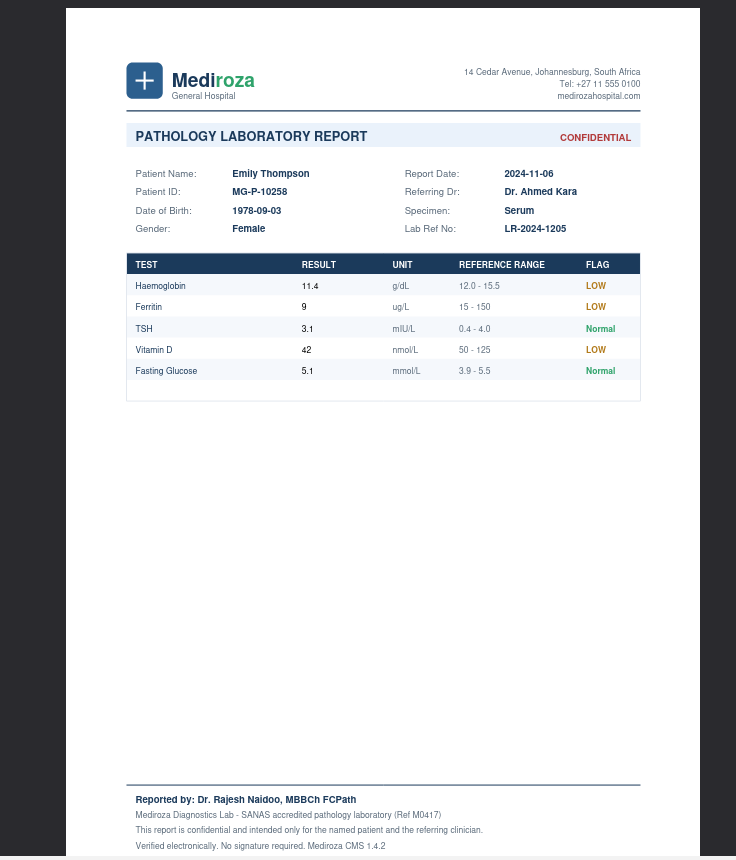 Mediroza
General Hospital
14 Cedar Avenue, Johannesburg, South Africa
Tel: +27 11 555 0100
medirozahospital.com
PATHOLOGY LABORATORY REPORT CONFIDENTIAL
Patient Name: Emily Thompson Report Date: 2024-11-06
Patient ID: MG-P-10258 Referring Dr: Dr. Ahmed Kara
Date of Birth: 1978-09-03 Specimen: Serum
Gender: Female Lab Ref No: LR-2024-1205
TEST RESULT UNIT REFERENCE RANGE FLAG
Haemoglobin 11.4 g/dL 12.0 - 15.5 LOW
Ferritin 9 ug/L 15 - 150 LOW
TSH 3.1 mIU/L 0.4 - 4.0 Normal
Vitamin D 42 nmol/L 50 - 125 LOW
Fasting Glucose 5.1 mmol/L 3.9 - 5.5 Normal
Reported by: Dr. Rajesh Naidoo, MBBCh FCPath
Mediroza Diagnostics Lab - SANAS accredited pathology laboratory (Ref M0417)
This report is confidential and intended only for the named patient and the referring clinician.
Verified electronically. No signature required. Mediroza CMS 1.4.2